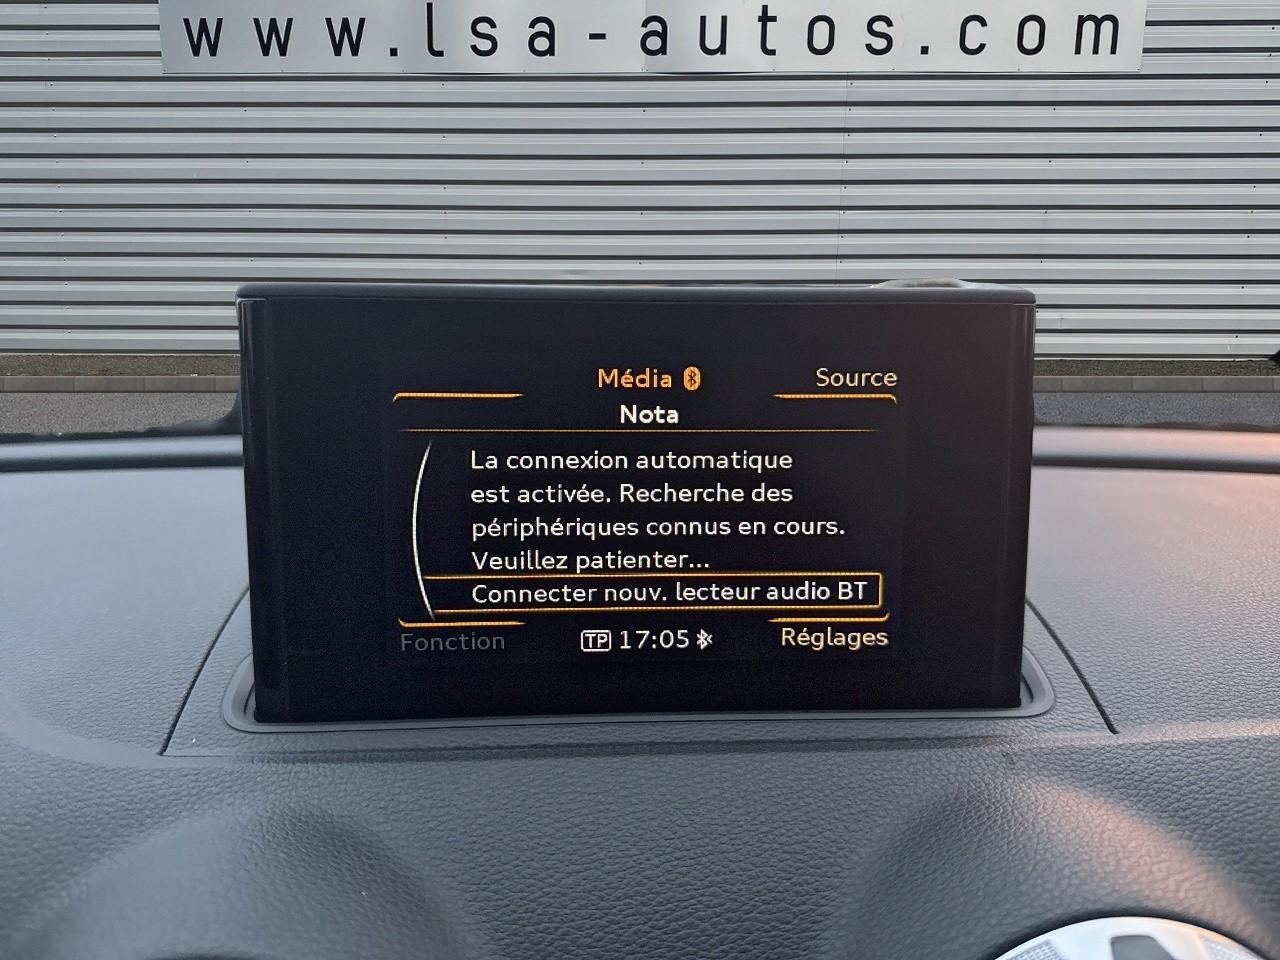 www.lsa-autos.com
Média
Source
Nota
La connexion automatique
est activée. Recherche des
périphériques connus en cours.
Veuillez patienter...
Connecter nouv. lecteur audio BT
Fonction
TP 17:05
Réglages